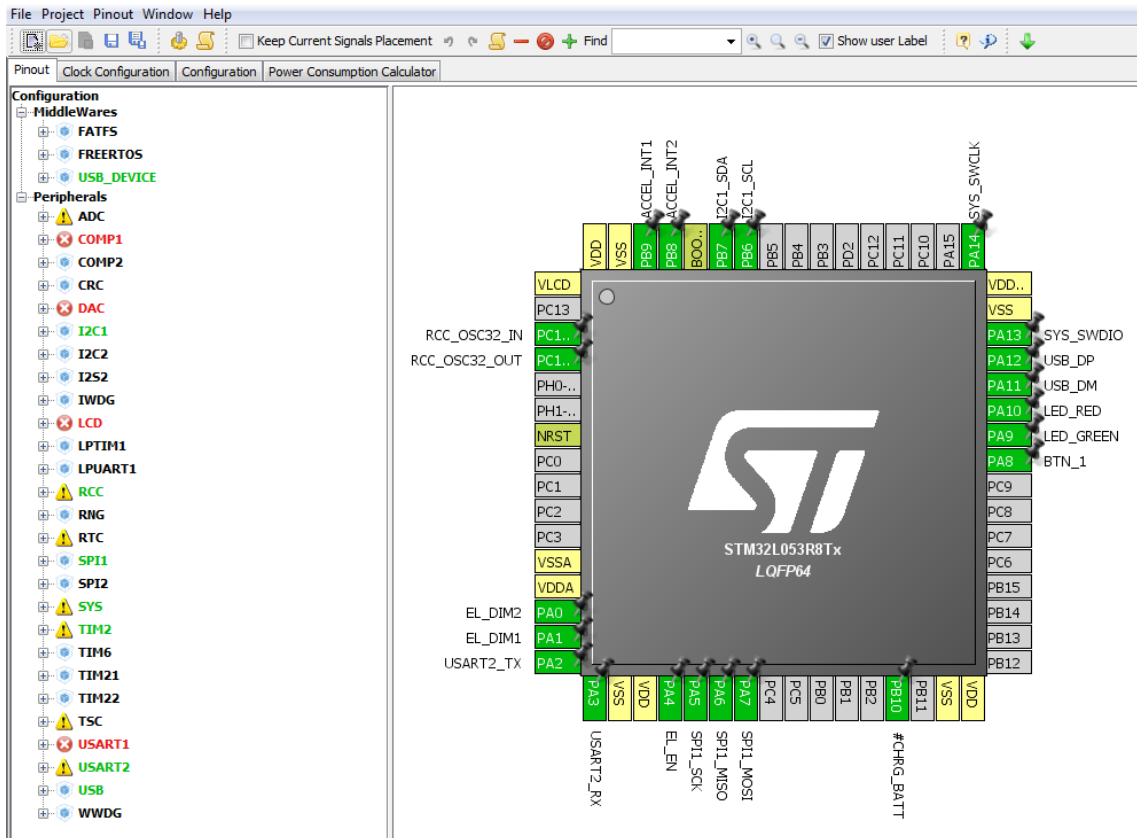 File Project Pinout Window Help
Keep Current Signals Placement Find Show user Label
Pinout Clock Configuration Configuration Power Consumption Calculator
Configuration
MiddleWares
FATFS
FREERTOS
USB_DEVICE
Peripherals
ADC
COMP1
COMP2
CRC
DAC
I2C1
I2C2
I2S2
IWDG
LCD
LPTIM1
LPUART1
RCC
RNG
RTC
SPI1
SPI2
SYS
TIM2
TIM6
TIM21
TIM22
TSC
USART1
USART2
USB
WWDG
ACCEL_INT1
ACCEL_INT2
I2C1_SDA
I2C1_SCL
SYS_SWCLK
VDD
VSS
PB9
PB8
BOO..
PB7
PB6
PB5
PB4
PB3
PD2
PC12
PC11
PC10
PA15
PA14
VLCD
PC13
RCC_OSC32_IN PC1..
RCC_OSC32_OUT PC1..
PH0-..
PH1-..
NRST
PC0
PC1
PC2
PC3
VSSA
VDDA
EL_DIM2 PA0
EL_DIM1 PA1
USART2_TX PA2
ST
STM32L053R8Tx
LQFP64
VDD..
VSS
PA13 SYS_SWDIO
PA12 USB_DP
PA11 USB_DM
PA10 LED_RED
PA9 LED_GREEN
PA8 BTN_1
PC9
PC8
PC7
PC6
PB15
PB14
PB13
PB12
PA3
VSS
VDD
PA4
PA5
PA6
PA7
PC4
PC5
PB0
PB1
PB2
PB10
PB11
VSS
VDD
USART2_RX
EL_EN
SPI1_SCK
SPI1_MISO
SPI1_MOSI
#CHRG_BATT